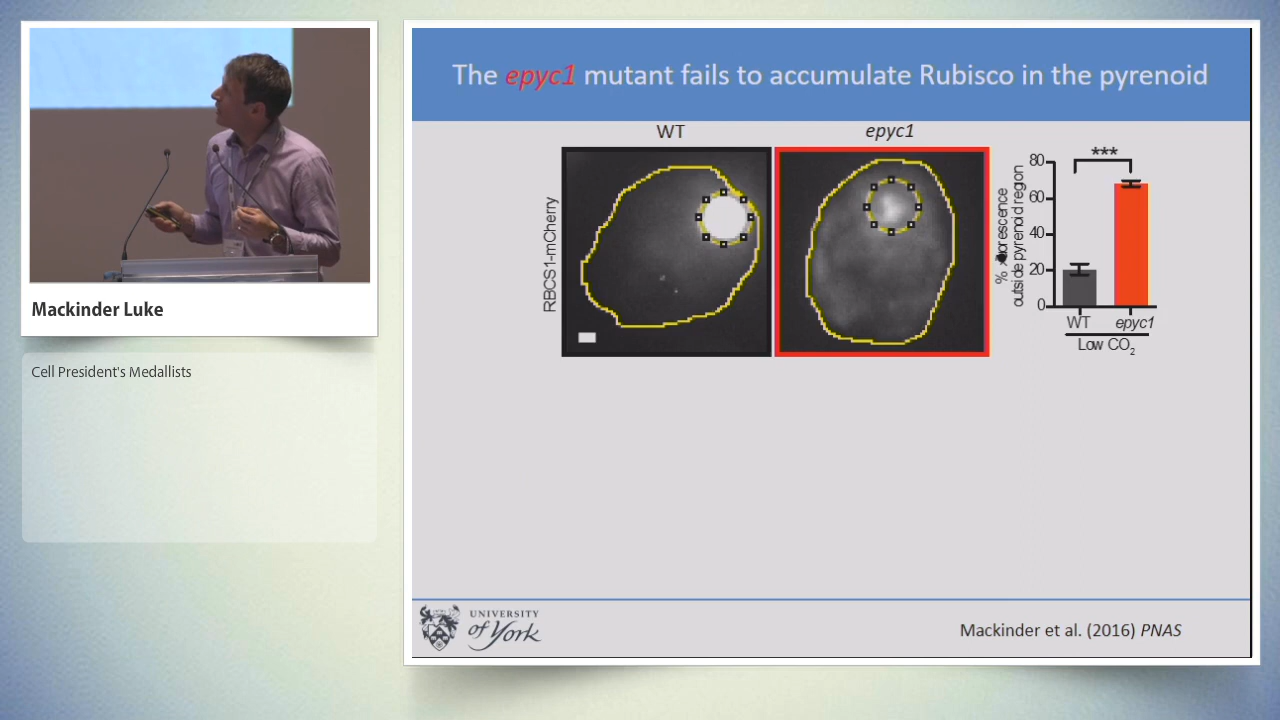 The epyc1 mutant fails to accumulate Rubisco in the pyrenoid
WT
epyc1
RBCS1-mCherry
***
80
60
40
20
0
%
outside pyrenoid region
WT
epyc1
Low CO2
Mackinder Luke
Cell President's Medallists
UNIVERSITY
of York
Mackinder et al. (2016) PNAS